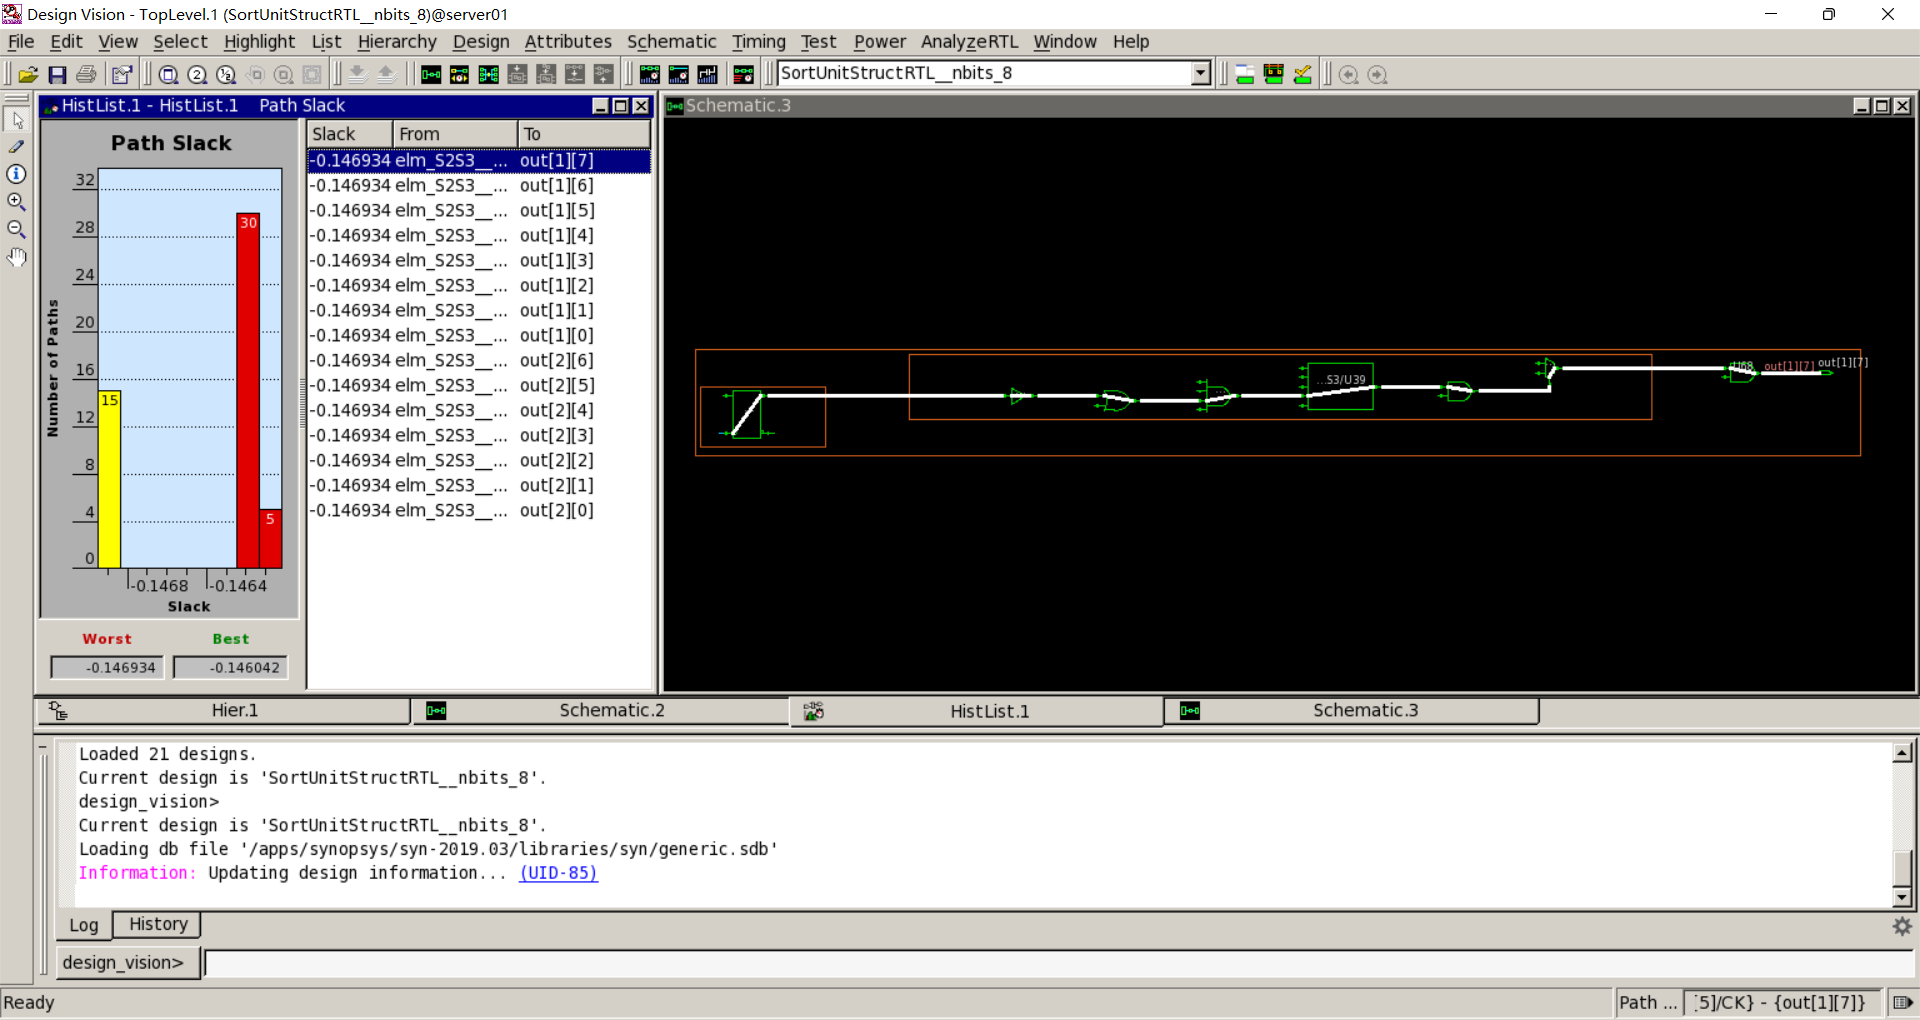 Design Vision - TopLevel.1 (SortUnitStructRTL__nbits_8)@server01
File Edit View Select Highlight List Hierarchy Design Attributes Schematic Timing Test Power AnalyzeRTL Window Help
2 ½ SortUnitStructRTL__nbits_8
HistList.1 - HistList.1 Path Slack
Path Slack
32
28
24
20
16
12
8
4
0
Number of Paths
15
30
5
-0.1468 -0.1464
Slack
Worst Best
-0.146934 -0.146042
Slack From To
-0.146934 elm_S2S3__... out[1][7]
-0.146934 elm_S2S3__... out[1][6]
-0.146934 elm_S2S3__... out[1][5]
-0.146934 elm_S2S3__... out[1][4]
-0.146934 elm_S2S3__... out[1][3]
-0.146934 elm_S2S3__... out[1][2]
-0.146934 elm_S2S3__... out[1][1]
-0.146934 elm_S2S3__... out[1][0]
-0.146934 elm_S2S3__... out[2][6]
-0.146934 elm_S2S3__... out[2][5]
-0.146934 elm_S2S3__... out[2][4]
-0.146934 elm_S2S3__... out[2][3]
-0.146934 elm_S2S3__... out[2][2]
-0.146934 elm_S2S3__... out[2][1]
-0.146934 elm_S2S3__... out[2][0]
Schematic.3
...S3/U39
U68 out[1][7] out[1][7]
Hier.1 Schematic.2 HistList.1 Schematic.3
Loaded 21 designs.
Current design is 'SortUnitStructRTL__nbits_8'.
design_vision>
Current design is 'SortUnitStructRTL__nbits_8'.
Loading db file '/apps/synopsys/syn-2019.03/libraries/syn/generic.sdb'
Information: Updating design information... (UID-85)
Log History
design_vision>
Ready
Path ... [5]/CK} - {out[1][7]}